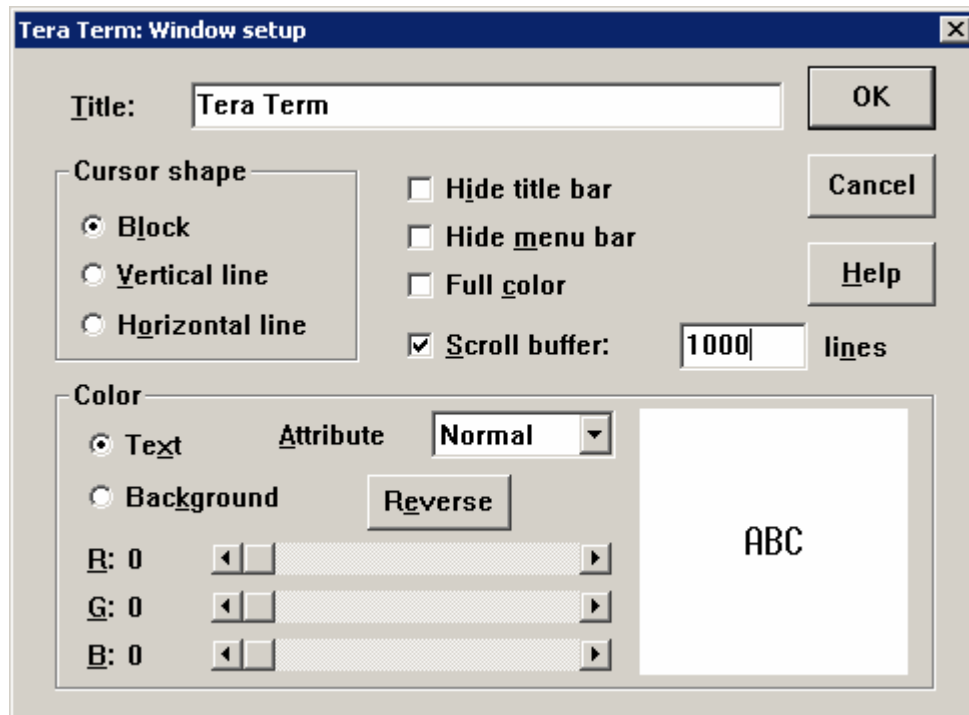 Tera Term: Window setup
Title: Tera Term
OK
Cursor shape
Block
Vertical line
Horizontal line
Hide title bar
Hide menu bar
Full color
Scroll buffer: 1000 lines
Cancel
Help
Color
Text
Attribute Normal
Background
Reverse
R: 0
G: 0
B: 0
ABC